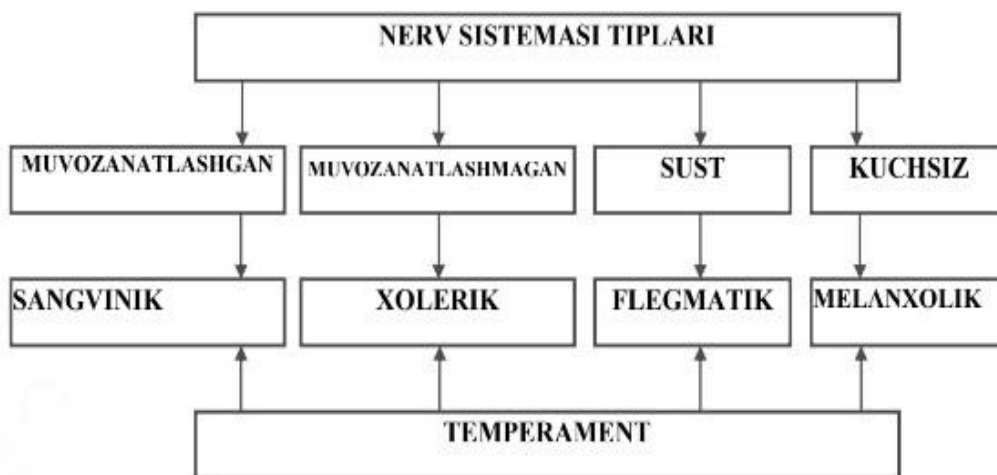 NERV SISTEMASI TIPLARI
MUVOZANATLASHGAN
MUVOZANATLASHMAGAN
SUST
KUCHSIZ
SANGVINIK
XOLERIK
FLEGMATIK
MELANXOLIK
TEMPERAMENT